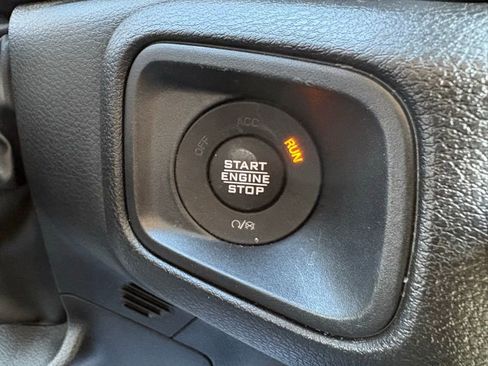 OFF
ACC
RUN
START
ENGINE
STOP